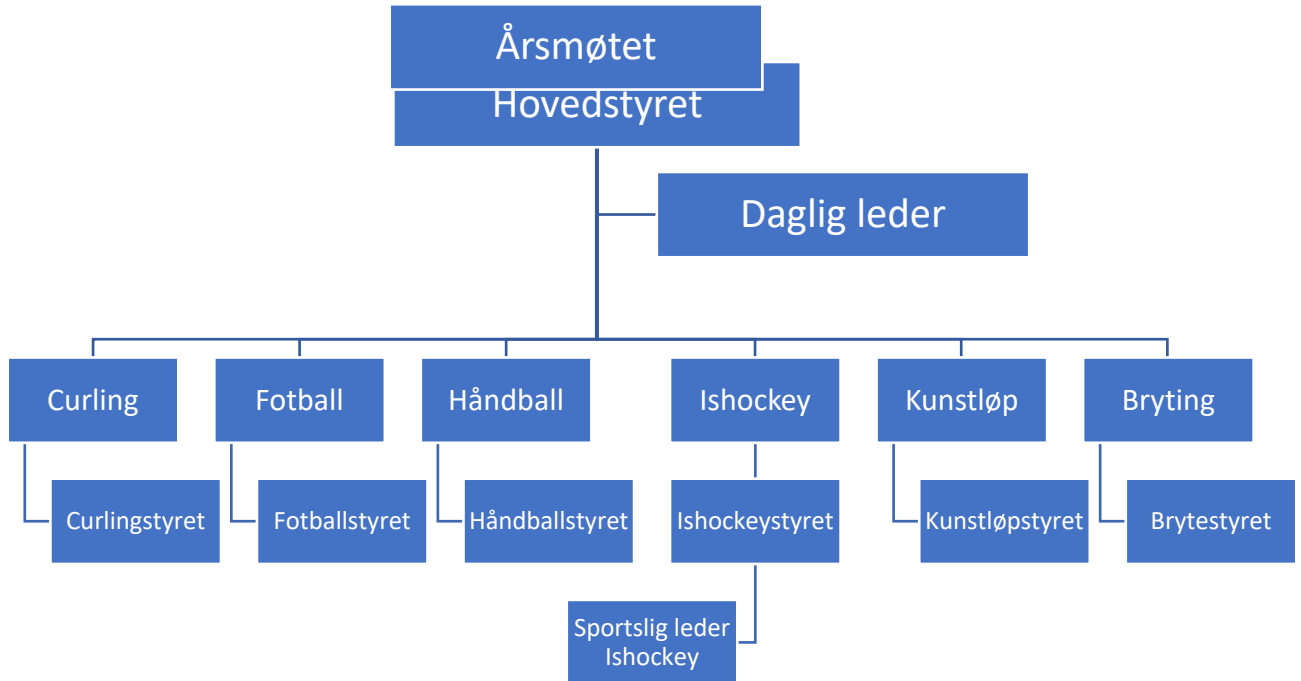 Årsmøtet
Hovedstyret
Daglig leder
Curling
Fotball
Håndball
Ishockey
Kunstløp
Bryting
Curlingstyret
Fotballstyret
Håndballstyret
Ishockeystyret
Kunstløpstyret
Brytestyret
Sportslig leder
Ishockey